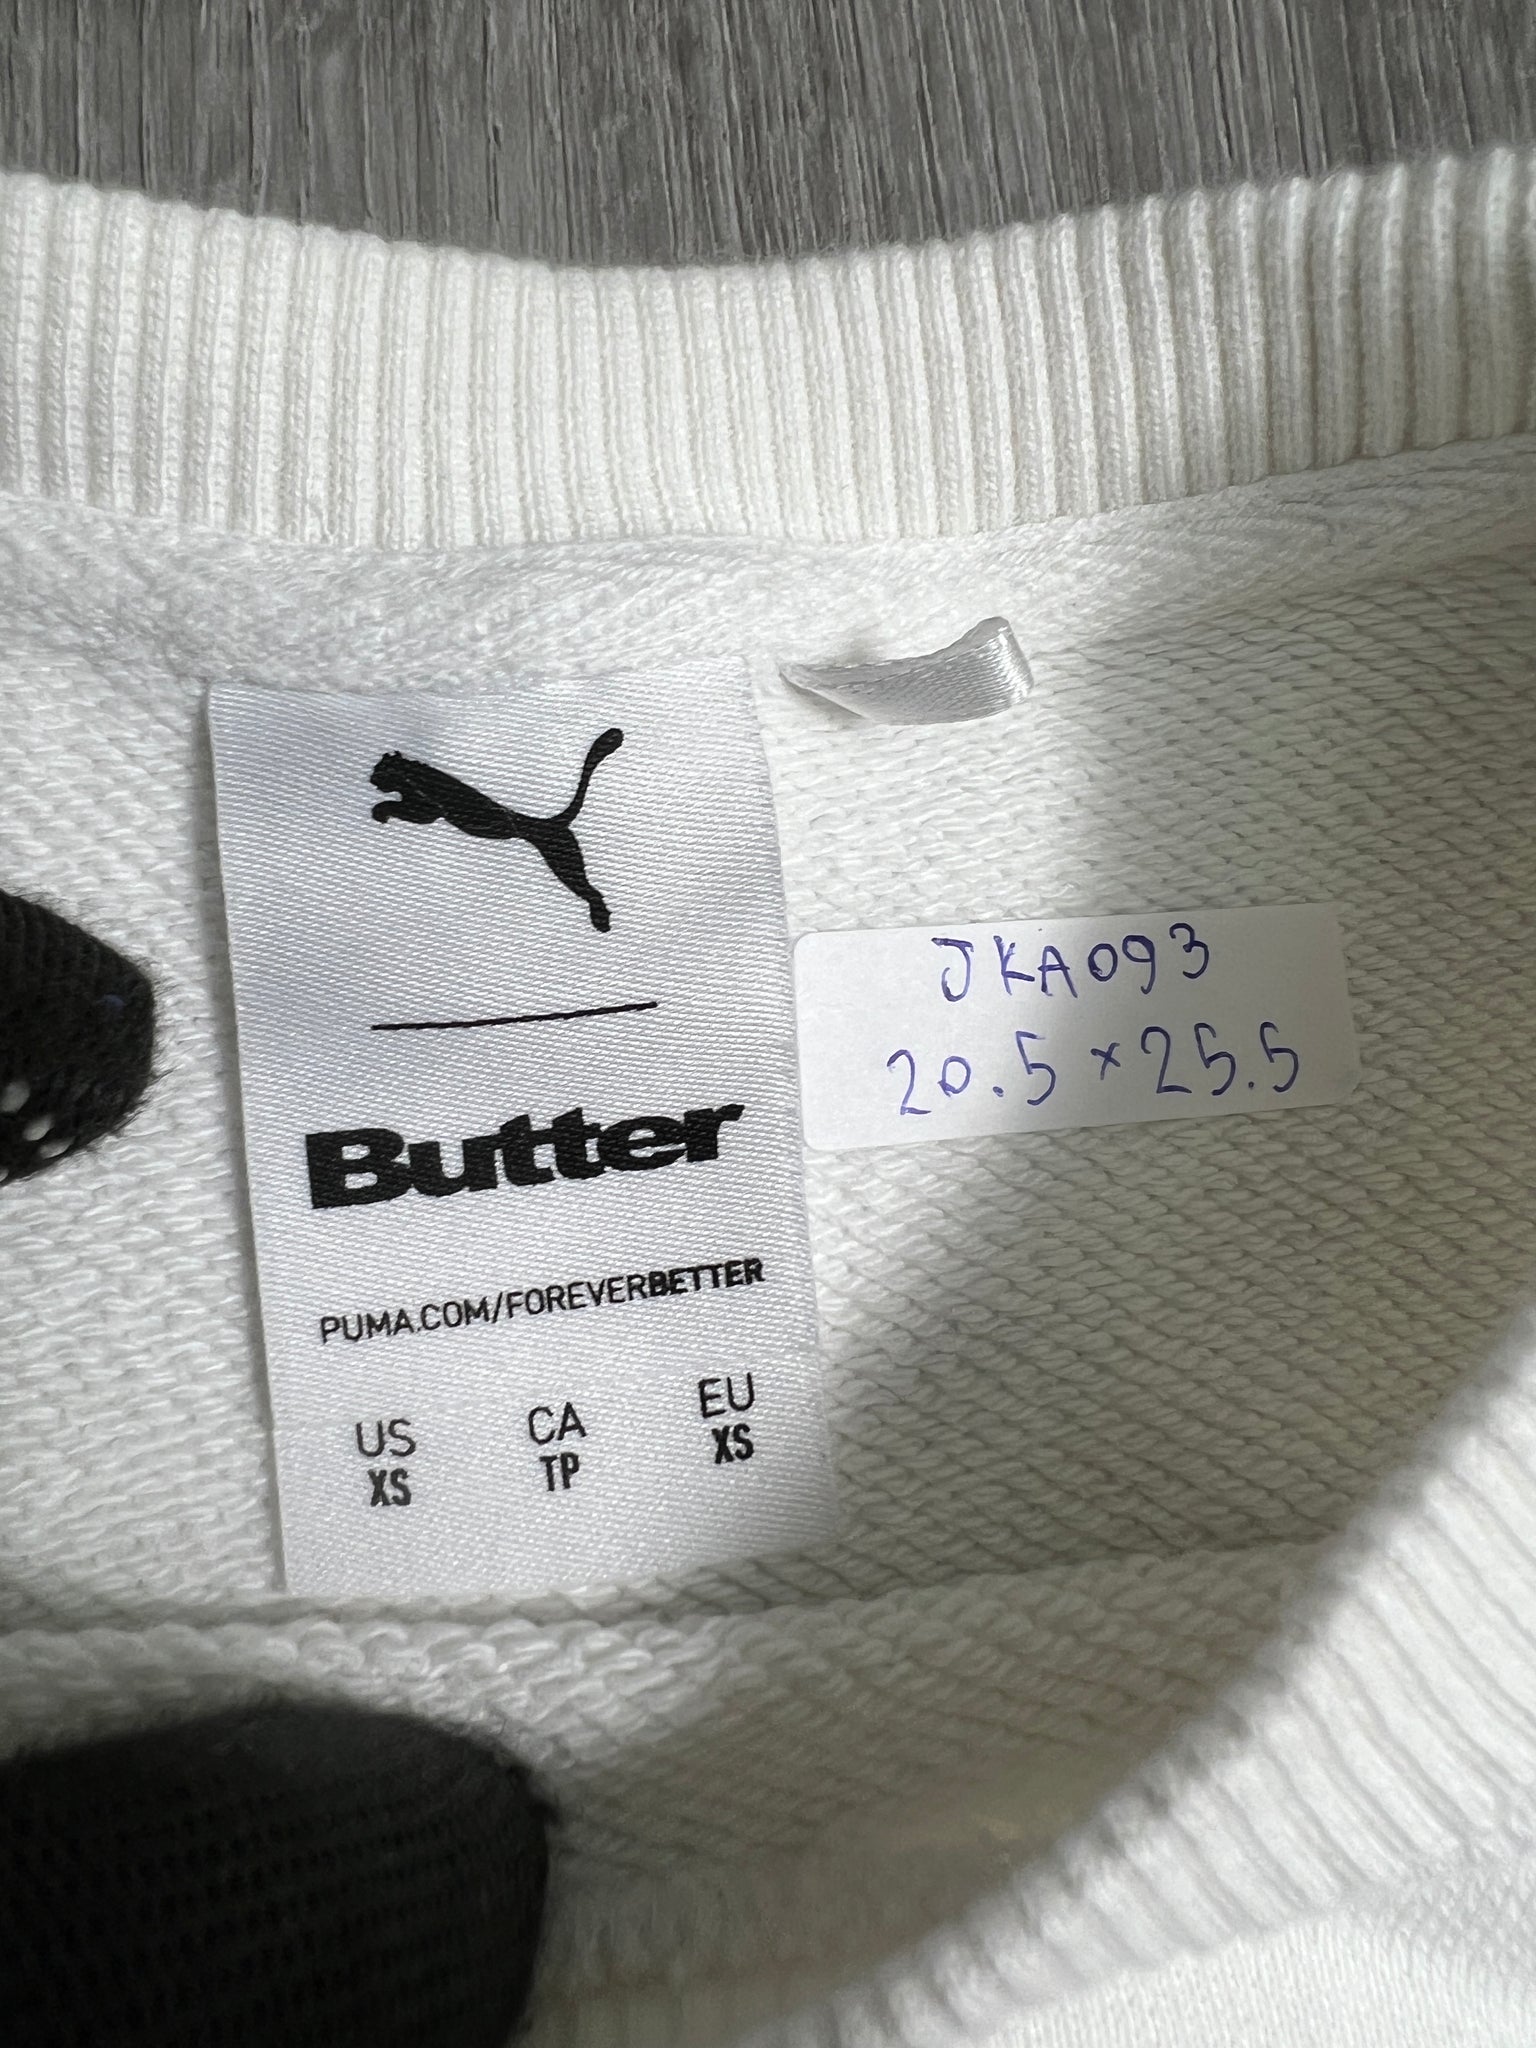 Butter
PUMA.COM/FOREVERBETTER
US CA EU
XS TP XS
JKA093
20.5 × 25.5